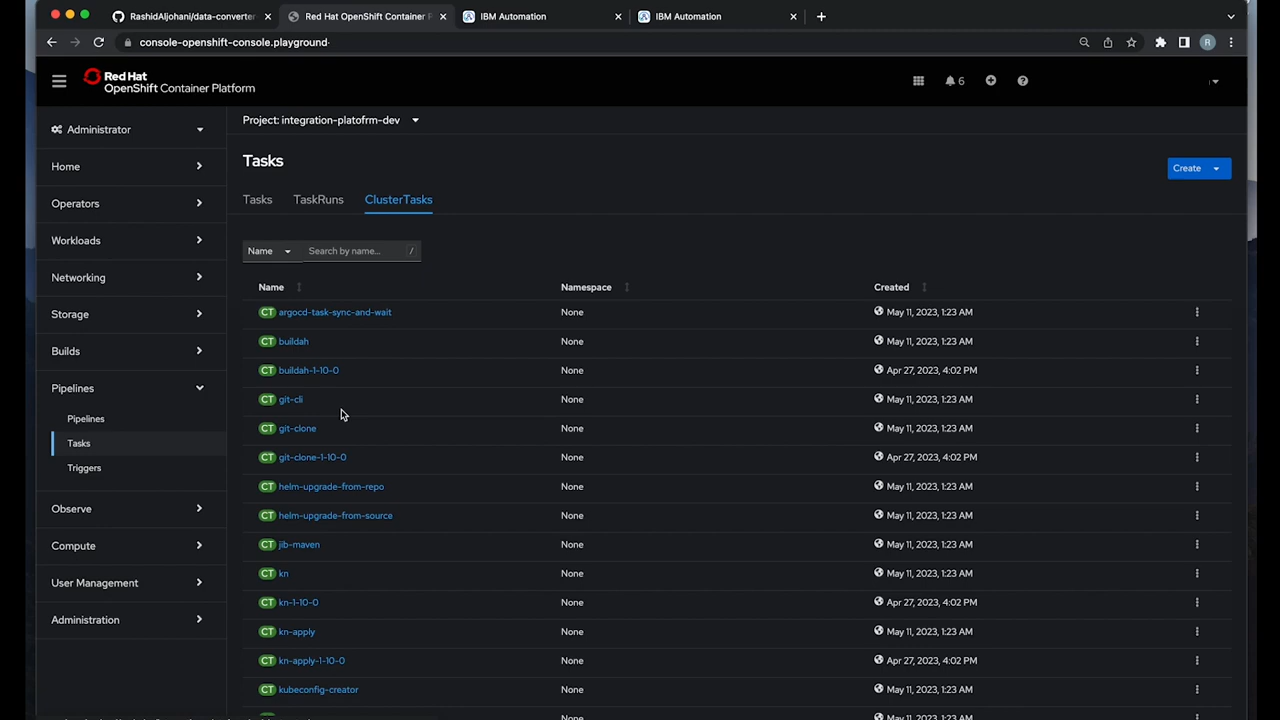 RashidAljohani/data-converter
Red Hat OpenShift Container P
IBM Automation
IBM Automation
console-openshift-console.playground
R
Red Hat
OpenShift Container Platform
6
Administrator
Home
Operators
Workloads
Networking
Storage
Builds
Pipelines
Pipelines
Tasks
Triggers
Observe
Compute
User Management
Administration
Project: integration-platofrm-dev
Tasks
Create
Tasks TaskRuns ClusterTasks
Name Search by name... /
Name Namespace Created
CT argocd-task-sync-and-wait None May 11, 2023, 1:23 AM
CT buildah None May 11, 2023, 1:23 AM
CT buildah-1-10-0 None Apr 27, 2023, 4:02 PM
CT git-cli None May 11, 2023, 1:23 AM
CT git-clone None May 11, 2023, 1:23 AM
CT git-clone-1-10-0 None Apr 27, 2023, 4:02 PM
CT helm-upgrade-from-repo None May 11, 2023, 1:23 AM
CT helm-upgrade-from-source None May 11, 2023, 1:23 AM
CT jib-maven None May 11, 2023, 1:23 AM
CT kn None May 11, 2023, 1:23 AM
CT kn-1-10-0 None Apr 27, 2023, 4:02 PM
CT kn-apply None May 11, 2023, 1:23 AM
CT kn-apply-1-10-0 None Apr 27, 2023, 4:02 PM
CT kubeconfig-creator None May 11, 2023, 1:23 AM